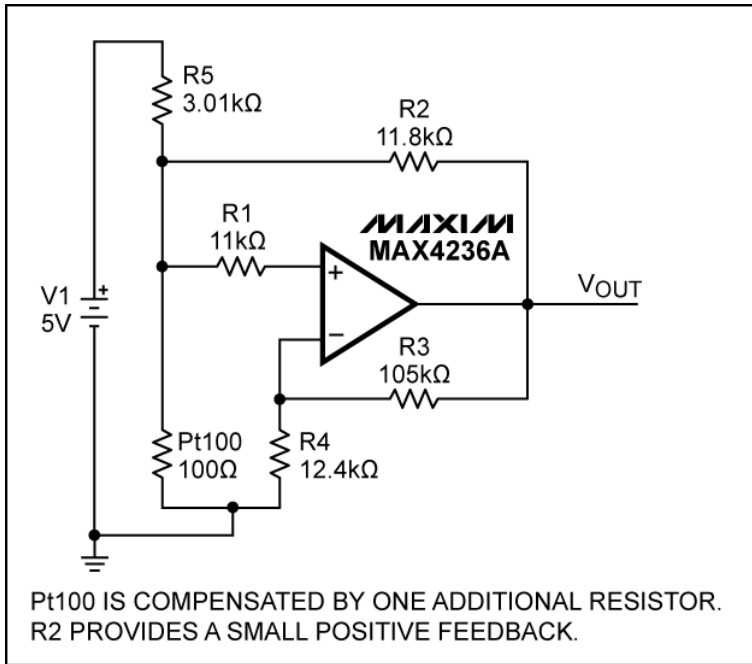 R5
3.01kΩ
R2
11.8kΩ
R1
11kΩ
MAXIM
MAX4236A
+
−
VOUT
V1
5V
+
R3
105kΩ
Pt100
100Ω
R4
12.4kΩ
Pt100 IS COMPENSATED BY ONE ADDITIONAL RESISTOR.
R2 PROVIDES A SMALL POSITIVE FEEDBACK.